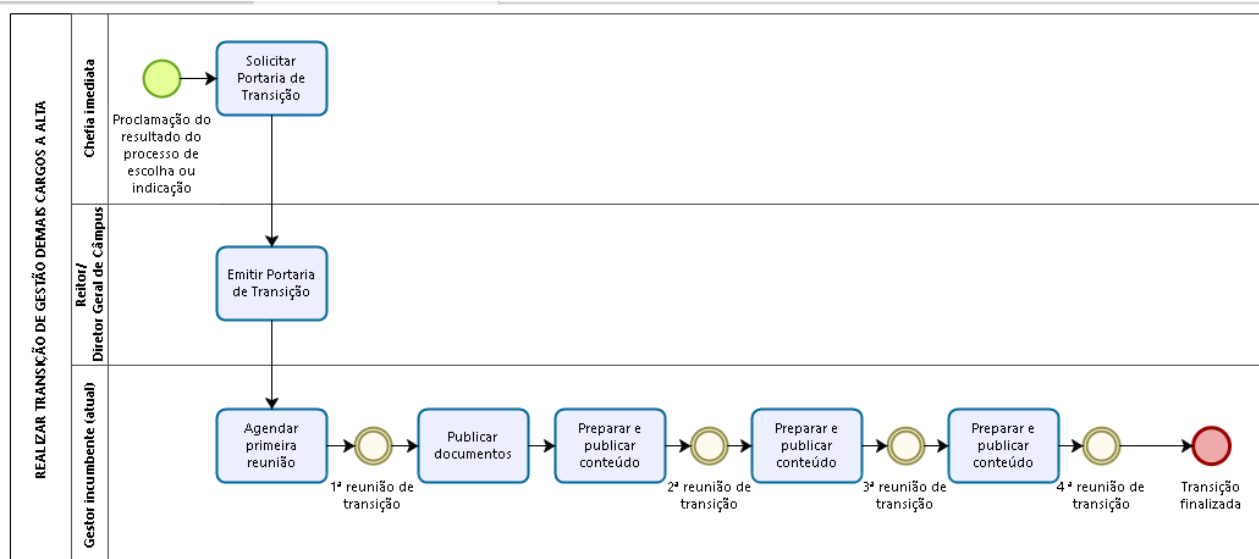 REALIZAR TRANSIÇÃO DE GESTÃO DEMAIS CARGOS A ALTA
Chefia imediata
Proclamação do
resultado do
processo de
escolha ou
indicação
Solicitar
Portaria de
Transição
Reitor/
Diretor Geral de Câmpus
Emitir Portaria
de Transição
Gestor incumbente (atual)
Agendar
primeira
reunião
1ª reunião de
transição
Publicar
documentos
Preparar e
publicar
conteúdo
2ª reunião de
transição
Preparar e
publicar
conteúdo
3ª reunião de
transição
Preparar e
publicar
conteúdo
4ª reunião de
transição
Transição
finalizada